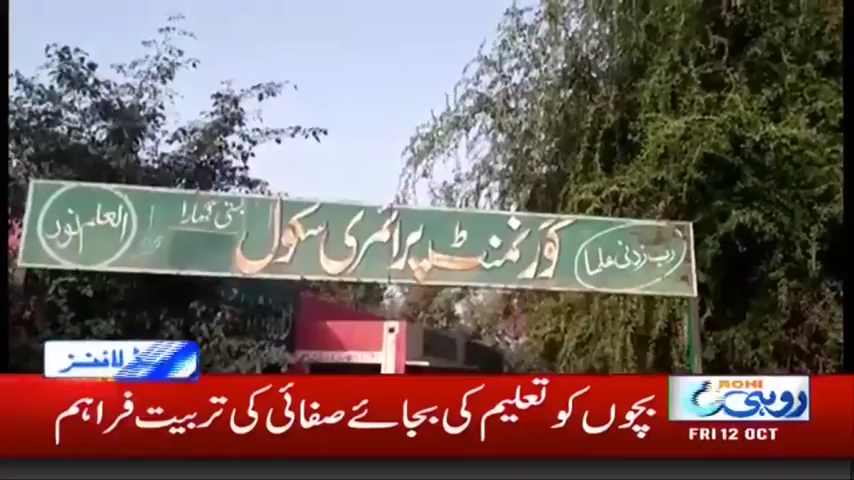 رب زدنی علما
گورنمنٹ پرائمری سکول
بستی
العلم نور
بچوں کو تعلیم کی بجائے صفائی کی تربیت فراہم
ROHI
روہی
FRI 12 OCT